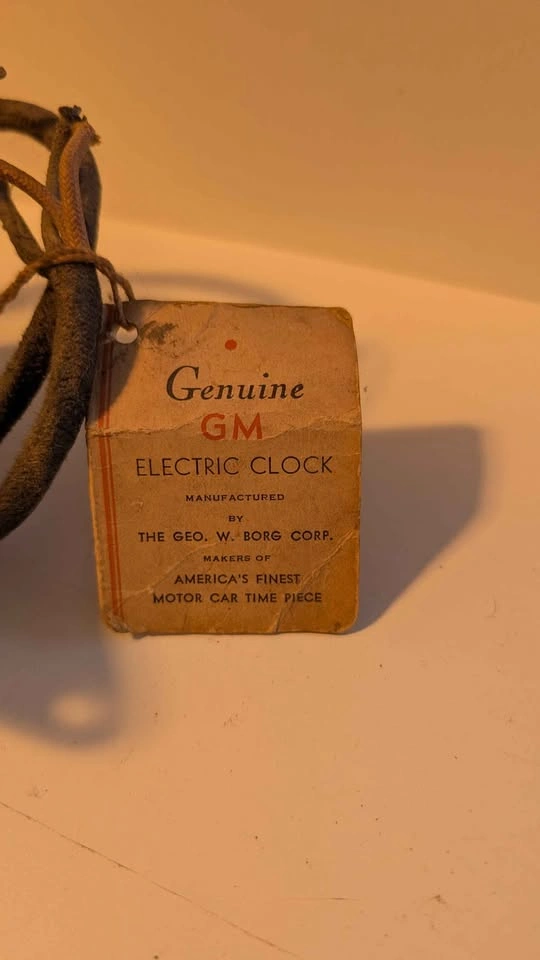 Genuine
GM
ELECTRIC CLOCK
MANUFACTURED
BY
THE GEO. W. BORG CORP.
MAKERS OF
AMERICA'S FINEST
MOTOR CAR TIME PIECE